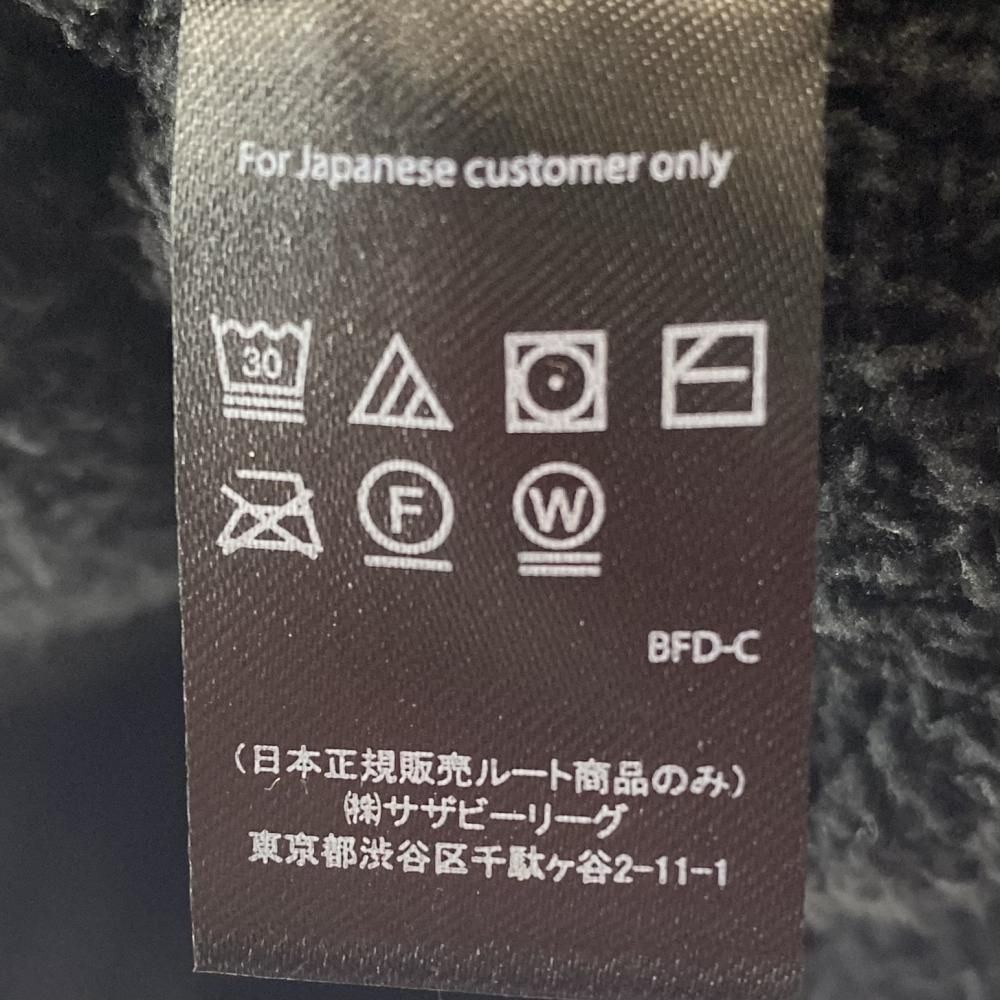 For Japanese customer only
30
F W
BFD-C
(日本正規販売ルート商品のみ)
㈱サザビーリーグ
東京都渋谷区千駄ヶ谷2-11-1